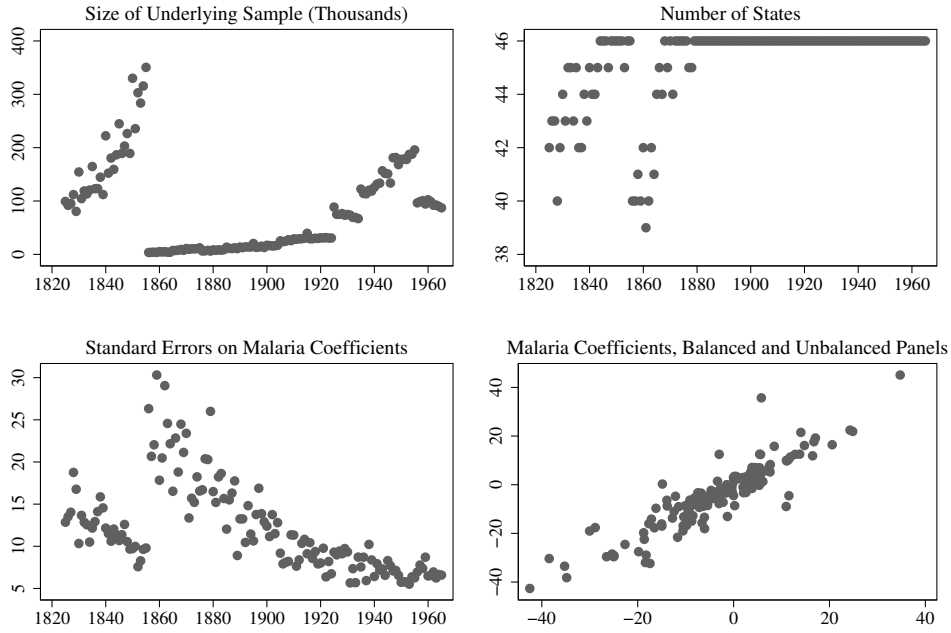 Size of Underlying Sample (Thousands)
400
300
200
100
0
1820 1840 1860 1880 1900 1920 1940 1960
Number of States
46
44
42
40
38
1820 1840 1860 1880 1900 1920 1940 1960
Standard Errors on Malaria Coefficients
30
25
20
15
10
5
1820 1840 1860 1880 1900 1920 1940 1960
Malaria Coefficients, Balanced and Unbalanced Panels
40
20
0
−20
−40
−40 −20 0 20 40